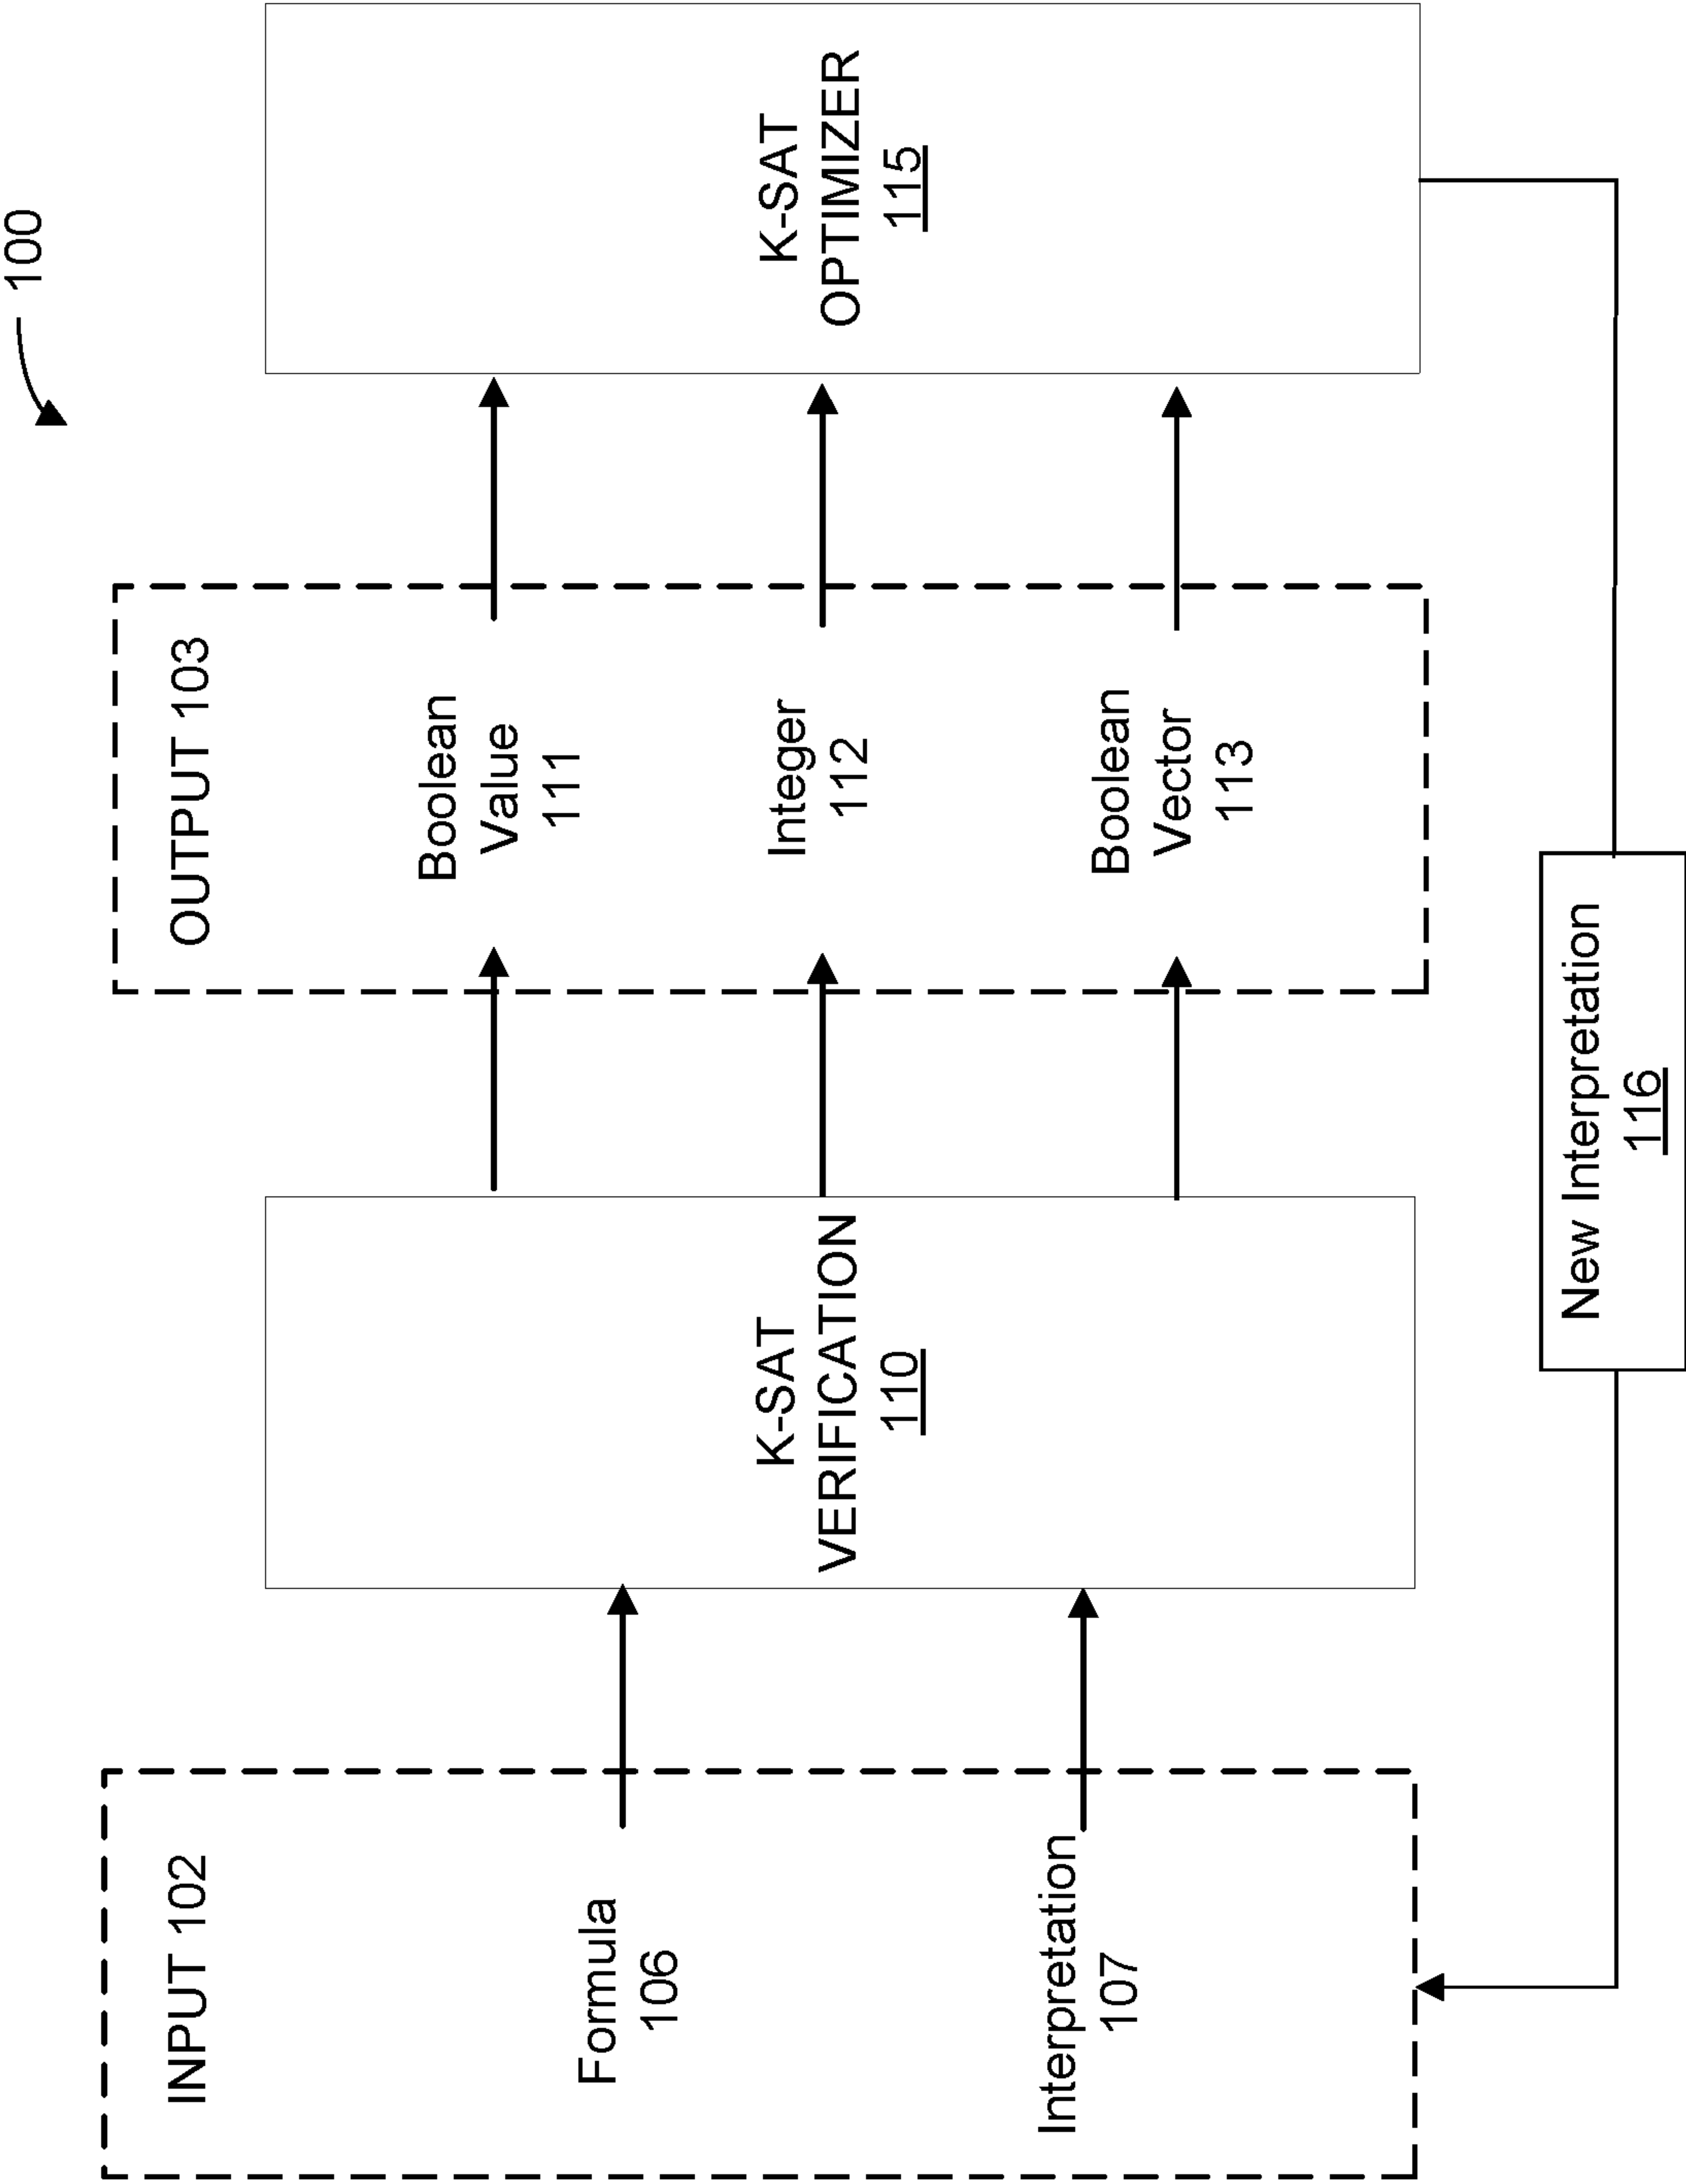 100
INPUT 102
Formula
106
Interpretation
107
K-SAT
VERIFICATION
110
OUTPUT 103
Boolean
Value
111
Integer
112
Boolean
Vector
113
K-SAT
OPTIMIZER
115
New Interpretation
116